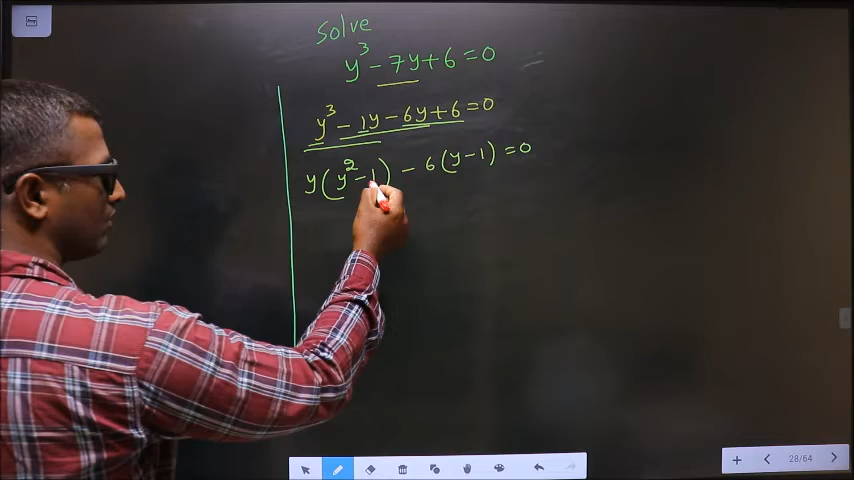 Solve
y³ - 7y + 6 = 0
y³ - 1y - 6y + 6 = 0
y(y² - 1) - 6(y - 1) = 0
28/64